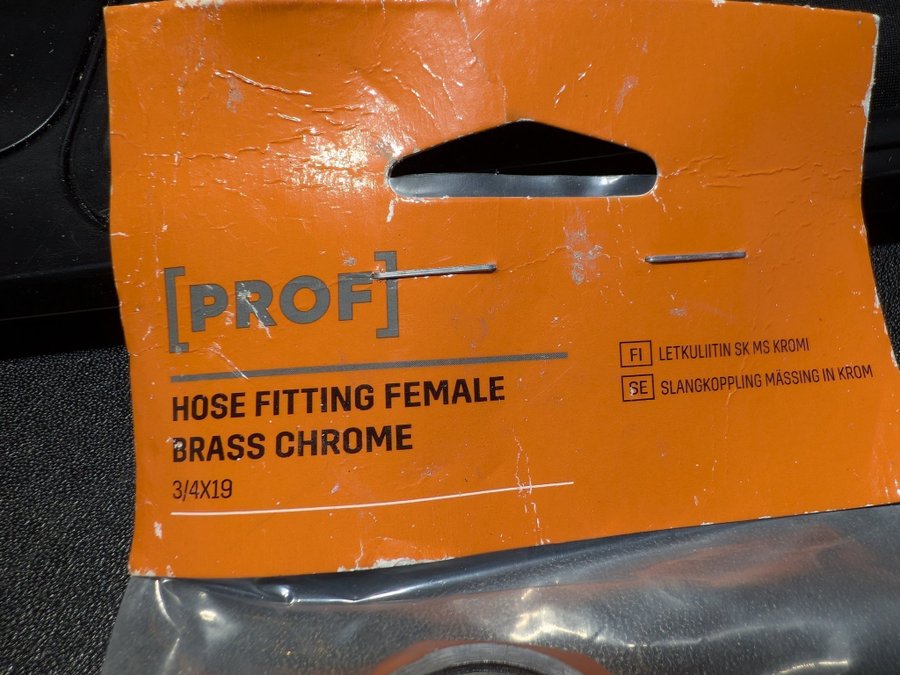 [PROF]
HOSE FITTING FEMALE
BRASS CHROME
3/4X19
FI LETKULIITIN SK MS KROMI
SE SLANGKOPPLING MÄSSING IN KROM